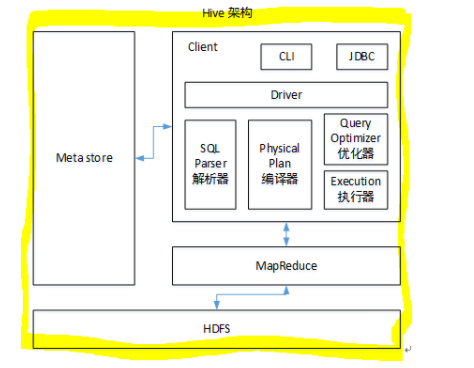 Hive 架构
Client
CLI
JDBC
Driver
Meta store
SQL
Parser
解析器
Physical
Plan
编译器
Query
Optimizer
优化器
Execution
执行器
MapReduce
HDFS